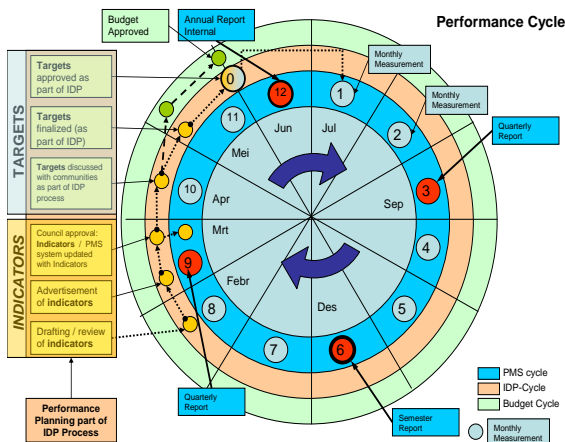 Performance Cycle
Budget
Approved
Annual Report
Internal
Monthly
Measurement
Monthly
Measurement
Quarterly
Report
TARGETS
Targets
approved as
part of IDP
Targets
finalized (as
part of IDP)
Targets discussed
with communities
as part of IDP
process
INDICATORS
Council approval:
Indicators / PMS
system updated
with Indicators
Advertisement
of indicators
Drafting / review
of indicators
Performance
Planning part
of IDP Process
0
12
1
11
2
10
3
9
4
8
5
7
6
Jun
Jul
Mei
Apr
Sep
Mrt
Febr
Des
Quarterly
Report
Semester
Report
PMS cycle
IDP-Cycle
Budget Cycle
Monthly
Measurement